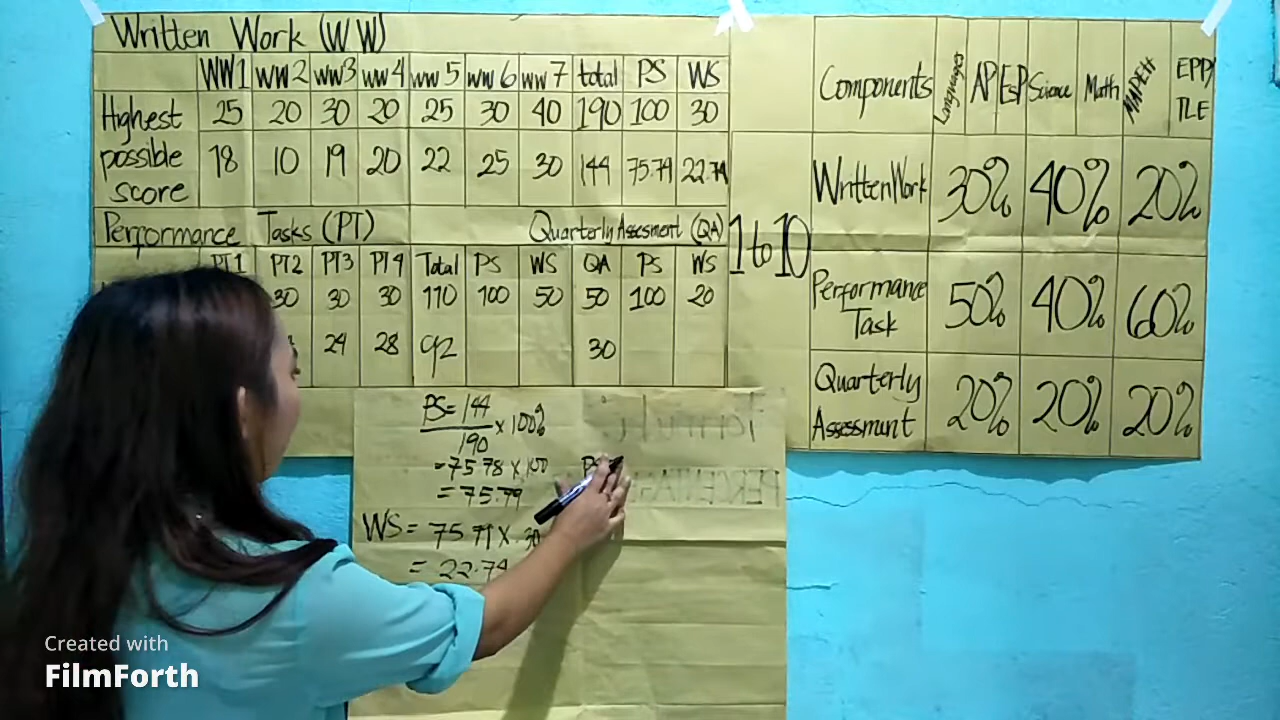 Written Work (WW)
WW1 WW2 WW3 WW4 WW5 WW6 WW7 total PS WS
Highest possible score
25 20 30 20 25 30 40 190 100 30
18 10 19 20 22 25 30 144 75.79 22.74
Performance Tasks (PT) Quarterly Assesment (QA)
PT1 PT2 PT3 PT4 Total PS WS QA PS WS
30 30 30 110 100 50 50 100 20
24 28 92 30
1 to 10
Components Languages AP EsP Science Math MAPEH EPP/ TLE
Written Work 30% 40% 20%
Performance Task 50% 40% 60%
Quarterly Assessment 20% 20% 20%
PS = 144
190 x 100%
= 75.78 x 100
= 75.79
WS = 75.79 x .30
= 22.74
PS
Created with
FilmForth